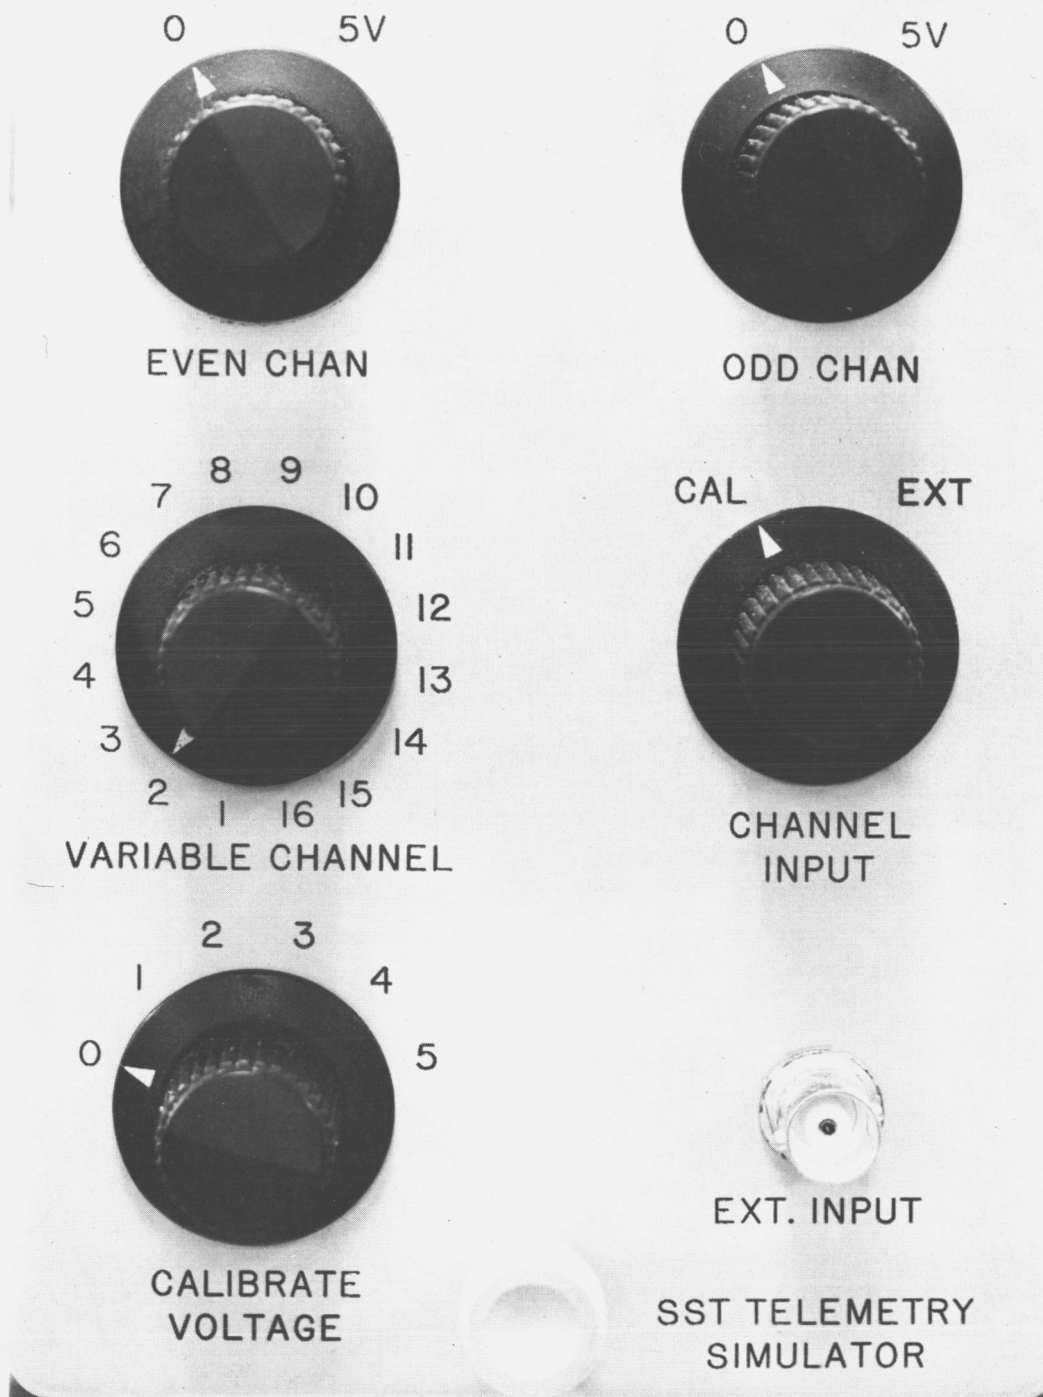 0 5V
0 5V
EVEN CHAN
ODD CHAN
8 9
7 10
6 11
5 12
4 13
3 14
2 15
1 16
VARIABLE CHANNEL
CAL EXT
CHANNEL
INPUT
2 3
1 4
0 5
CALIBRATE
VOLTAGE
EXT. INPUT
SST TELEMETRY
SIMULATOR